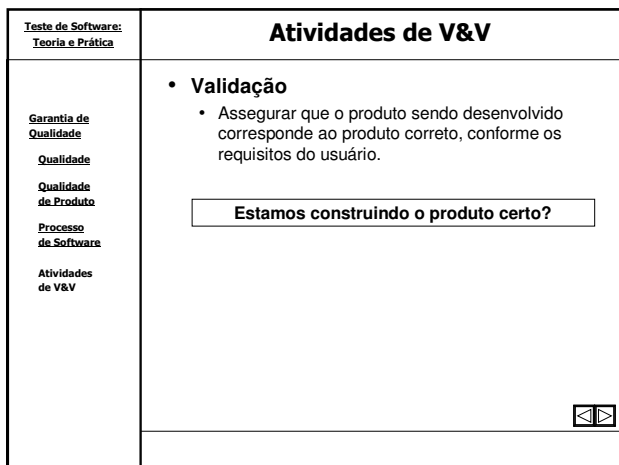 Teste de Software:
Teoria e Prática
Atividades de V&V
Garantia de
Qualidade
Qualidade
Qualidade
de Produto
Processo
de Software
Atividades
de V&V
• Validação
• Assegurar que o produto sendo desenvolvido
corresponde ao produto correto, conforme os
requisitos do usuário.
Estamos construindo o produto certo?